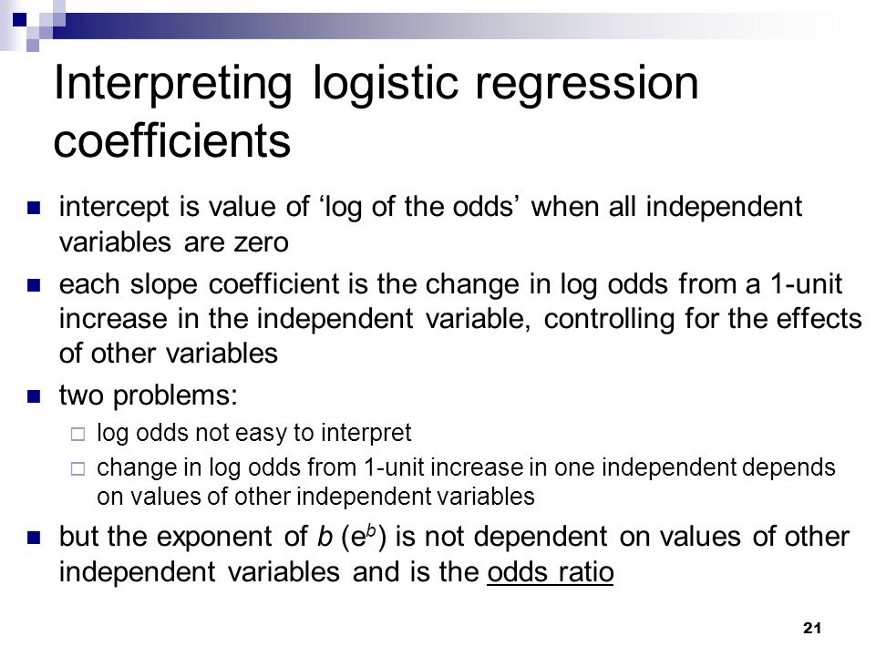 Interpreting logistic regression
coefficients
intercept is value of ‘log of the odds’ when all independent
variables are zero
each slope coefficient is the change in log odds from a 1-unit
increase in the independent variable, controlling for the effects
of other variables
two problems:
log odds not easy to interpret
change in log odds from 1-unit increase in one independent depends
on values of other independent variables
but the exponent of b (eᵇ) is not dependent on values of other
independent variables and is the odds ratio
21